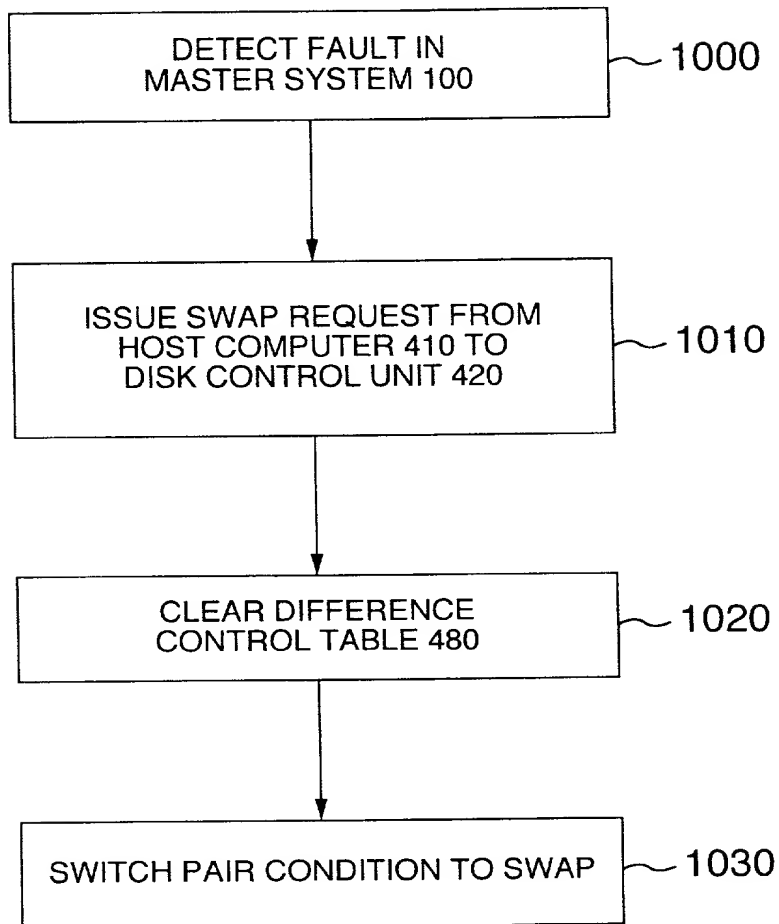 DETECT FAULT IN
MASTER SYSTEM 100
1000
ISSUE SWAP REQUEST FROM
HOST COMPUTER 410 TO
DISK CONTROL UNIT 420
1010
CLEAR DIFFERENCE
CONTROL TABLE 480
1020
SWITCH PAIR CONDITION TO SWAP
1030